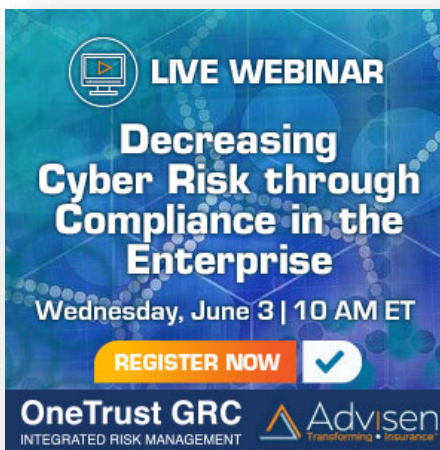 LIVE WEBINAR
Decreasing
Cyber Risk through
Compliance in the
Enterprise
Wednesday, June 3 | 10 AM ET
REGISTER NOW
OneTrust GRC
INTEGRATED RISK MANAGEMENT
Advisen
Transforming • Insurance